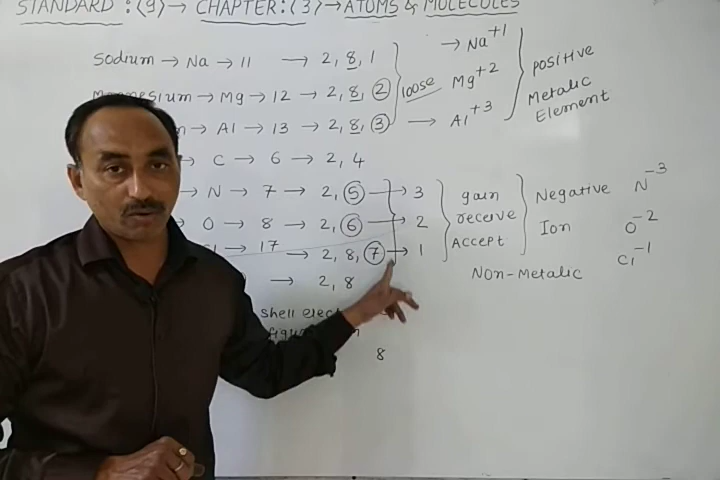 STANDARD :(9)→ CHAPTER:(3)→ATOMS & MOLECULES
Sodium → Na → 11 → 2, 8, 1 → Na+1
Magnesium → Mg → 12 → 2, 8, 2 loose Mg+2 positive
→ Al → 13 → 2, 8, 3 → Al+3 Metalic Element
→ C → 6 → 2, 4
→ N → 7 → 2, 5 → 3 gain Negative N-3
→ O → 8 → 2, 6 → 2 receive Ion O-2
→ 17 → 2, 8, 7 → 1 Accept Cl-1
→ 2, 8 Non-Metalic
shell
8